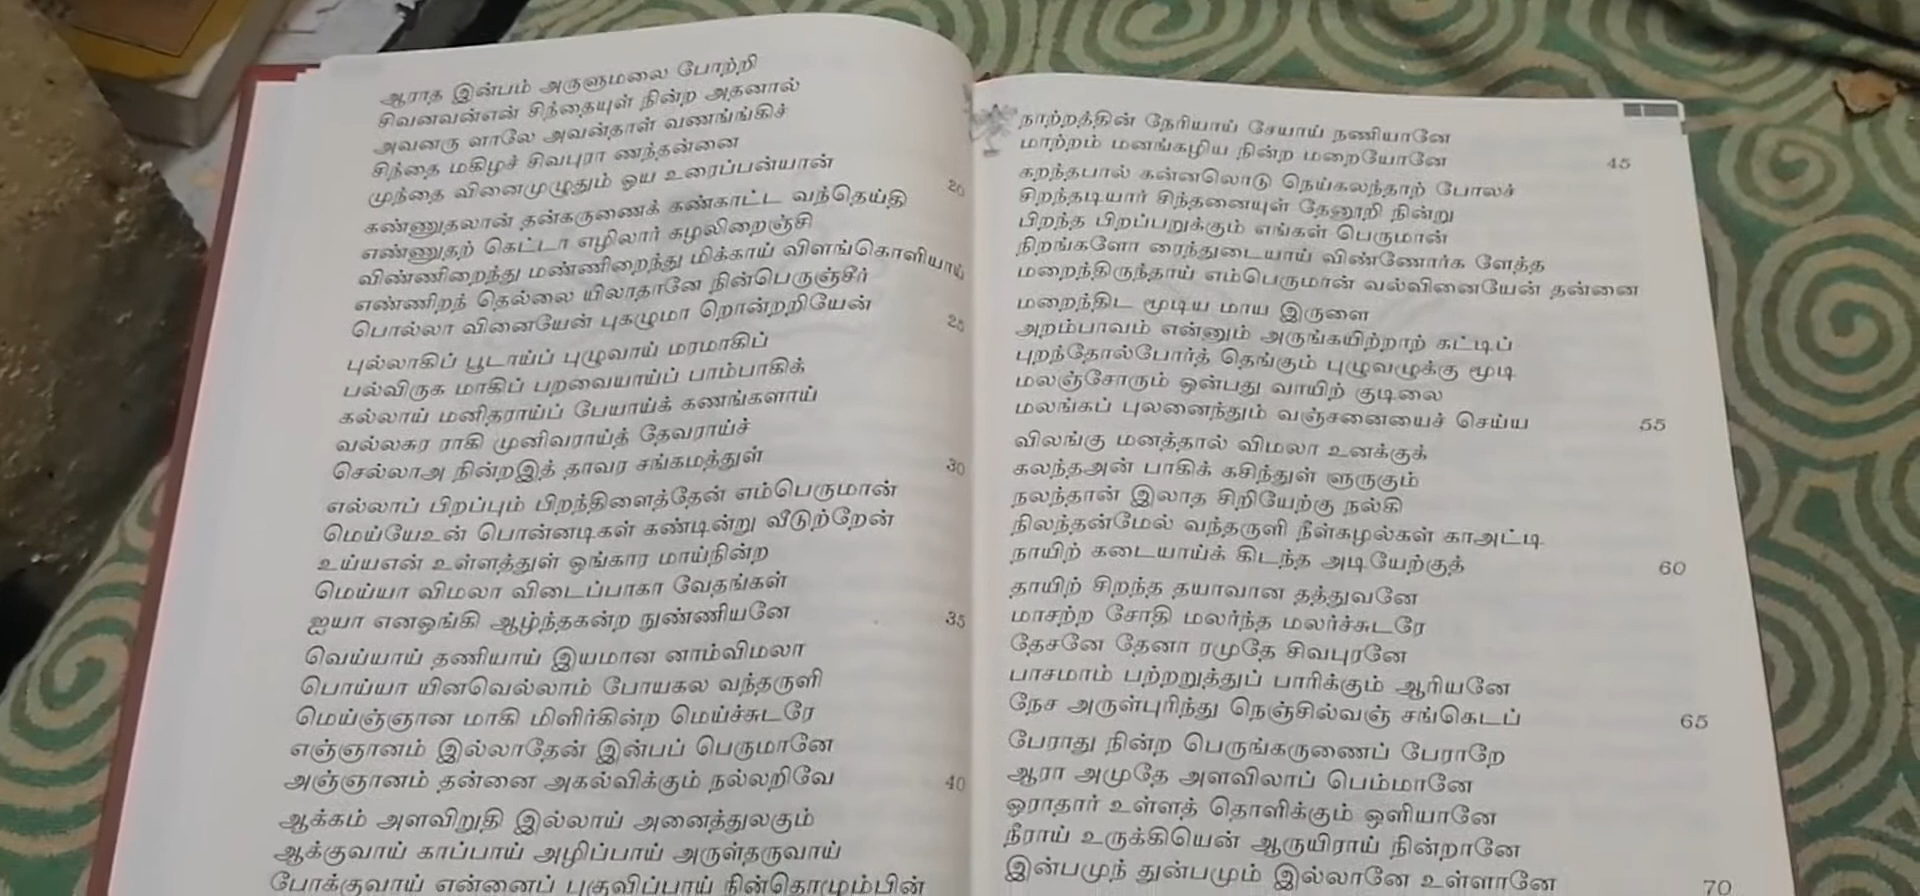 ஆராத இன்பம் அருளுமலை போற்றி
சிவனவன்என் சிந்தையுள் நின்ற அதனால்
அவனரு ளாலே அவன்தாள் வணங்ங்கிச்
சிந்தை மகிழச் சிவபுரா ணந்தன்னை
முந்தை வினைமுழுதும் ஓய உரைப்பன்யான் 20
கண்ணுதலான் தன்கருணைக் கண்காட்ட வந்தெய்தி
எண்ணுதற் கெட்டா எழிலார் கழலிறைஞ்சி
விண்ணிறைந்து மண்ணிறைந்து மிக்காய் விளங்கொளியாய்
எண்ணிறந் தெல்லை யிலாதானே நின்பெருஞ்சீர்
பொல்லா வினையேன் புகழுமா றொன்றறியேன் 25
புல்லாகிப் பூடாய்ப் புழுவாய் மரமாகிப்
பல்விருக மாகிப் பறவையாய்ப் பாம்பாகிக்
கல்லாய் மனிதராய்ப் பேயாய்க் கணங்களாய்
வல்லசுர ராகி முனிவராய்த் தேவராய்ச்
செல்லாஅ நின்றஇத் தாவர சங்கமத்துள் 30
எல்லாப் பிறப்பும் பிறந்திளைத்தேன் எம்பெருமான்
மெய்யேஉன் பொன்னடிகள் கண்டின்று வீடுற்றேன்
உய்யஎன் உள்ளத்துள் ஓங்கார மாய்நின்ற
மெய்யா விமலா விடைப்பாகா வேதங்கள்
ஐயா எனஓங்கி ஆழ்ந்தகன்ற நுண்ணியனே 35
வெய்யாய் தணியாய் இயமான னாம்விமலா
பொய்யா யினவெல்லாம் போயகல வந்தருளி
மெய்ஞ்ஞான மாகி மிளிர்கின்ற மெய்ச்சுடரே
எஞ்ஞானம் இல்லாதேன் இன்பப் பெருமானே
அஞ்ஞானம் தன்னை அகல்விக்கும் நல்லறிவே 40
ஆக்கம் அளவிறுதி இல்லாய் அனைத்துலகும்
ஆக்குவாய் காப்பாய் அழிப்பாய் அருள்தருவாய்
போக்குவாய் என்னைப் புகுவிப்பாய் நின்தொழும்பின்
நாற்றத்தின் நேரியாய் சேயாய் நணியானே
மாற்றம் மனங்கழிய நின்ற மறையோனே 45
கறந்தபால் கன்னலொடு நெய்கலந்தாற் போலச்
சிறந்தடியார் சிந்தனையுள் தேனூறி நின்று
பிறந்த பிறப்பறுக்கும் எங்கள் பெருமான்
நிறங்களோ ரைந்துடையாய் விண்ணோர்க ளேத்த
மறைந்திருந்தாய் எம்பெருமான் வல்வினையேன் தன்னை
மறைந்திட மூடிய மாய இருளை
அறம்பாவம் என்னும் அருங்கயிற்றாற் கட்டிப்
புறந்தோல்போர்த் தெங்கும் புழுவழுக்கு மூடி
மலஞ்சோரும் ஒன்பது வாயிற் குடிலை
மலங்கப் புலனைந்தும் வஞ்சனையைச் செய்ய 55
விலங்கு மனத்தால் விமலா உனக்குக்
கலந்தஅன் பாகிக் கசிந்துள் ளுருகும்
நலந்தான் இலாத சிறியேற்கு நல்கி
நிலந்தன்மேல் வந்தருளி நீள்கழல்கள் காஅட்டி
நாயிற் கடையாய்க் கிடந்த அடியேற்குத் 60
தாயிற் சிறந்த தயாவான தத்துவனே
மாசற்ற சோதி மலர்ந்த மலர்ச்சுடரே
தேசனே தேனா ரமுதே சிவபுரனே
பாசமாம் பற்றறுத்துப் பாரிக்கும் ஆரியனே
நேச அருள்புரிந்து நெஞ்சில்வஞ் சங்கெடப் 65
பேராது நின்ற பெருங்கருணைப் பேராறே
ஆரா அமுதே அளவிலாப் பெம்மானே
ஓராதார் உள்ளத் தொளிக்கும் ஒளியானே
நீராய் உருக்கியென் ஆருயிராய் நின்றானே
இன்பமுந் துன்பமும் இல்லானே உள்ளானே 70